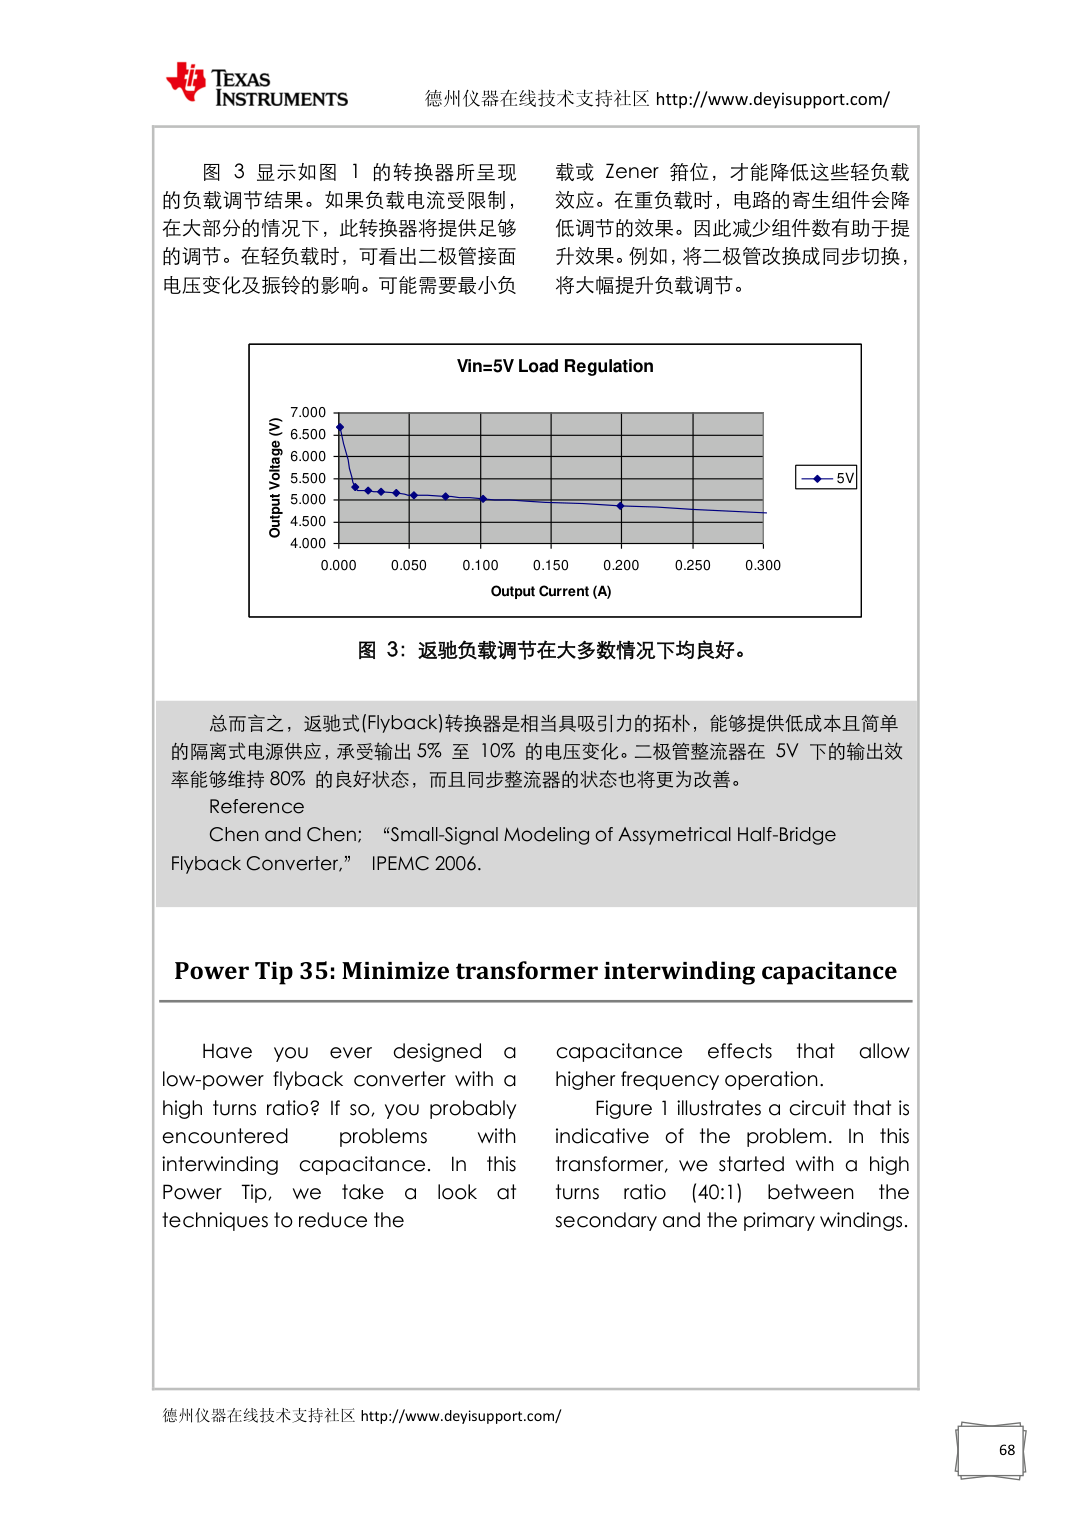 TEXAS
INSTRUMENTS
德州仪器在线技术支持社区 http://www.deyisupport.com/
图 3 显示如图 1 的转换器所呈现
的负载调节结果。如果负载电流受限制，
在大部分的情况下，此转换器将提供足够
的调节。在轻负载时，可看出二极管接面
电压变化及振铃的影响。可能需要最小负
载或 Zener 箝位，才能降低这些轻负载
效应。在重负载时，电路的寄生组件会降
低调节的效果。因此减少组件数有助于提
升效果。例如，将二极管改换成同步切换，
将大幅提升负载调节。
Vin=5V Load Regulation
Output Voltage (V)
7.000
6.500
6.000
5.500
5.000
4.500
4.000
0.000 0.050 0.100 0.150 0.200 0.250 0.300
Output Current (A)
5V
图 3：返驰负载调节在大多数情况下均良好。
总而言之，返驰式(Flyback)转换器是相当具吸引力的拓朴，能够提供低成本且简单
的隔离式电源供应，承受输出 5% 至 10% 的电压变化。二极管整流器在 5V 下的输出效
率能够维持 80% 的良好状态，而且同步整流器的状态也将更为改善。
Reference
Chen and Chen; “Small-Signal Modeling of Assymetrical Half-Bridge
Flyback Converter,” IPEMC 2006.
Power Tip 35: Minimize transformer interwinding capacitance
Have you ever designed a
low-power flyback converter with a
high turns ratio? If so, you probably
encountered problems with
interwinding capacitance. In this
Power Tip, we take a look at
techniques to reduce the
capacitance effects that allow
higher frequency operation.
Figure 1 illustrates a circuit that is
indicative of the problem. In this
transformer, we started with a high
turns ratio (40:1) between the
secondary and the primary windings.
德州仪器在线技术支持社区 http://www.deyisupport.com/
68